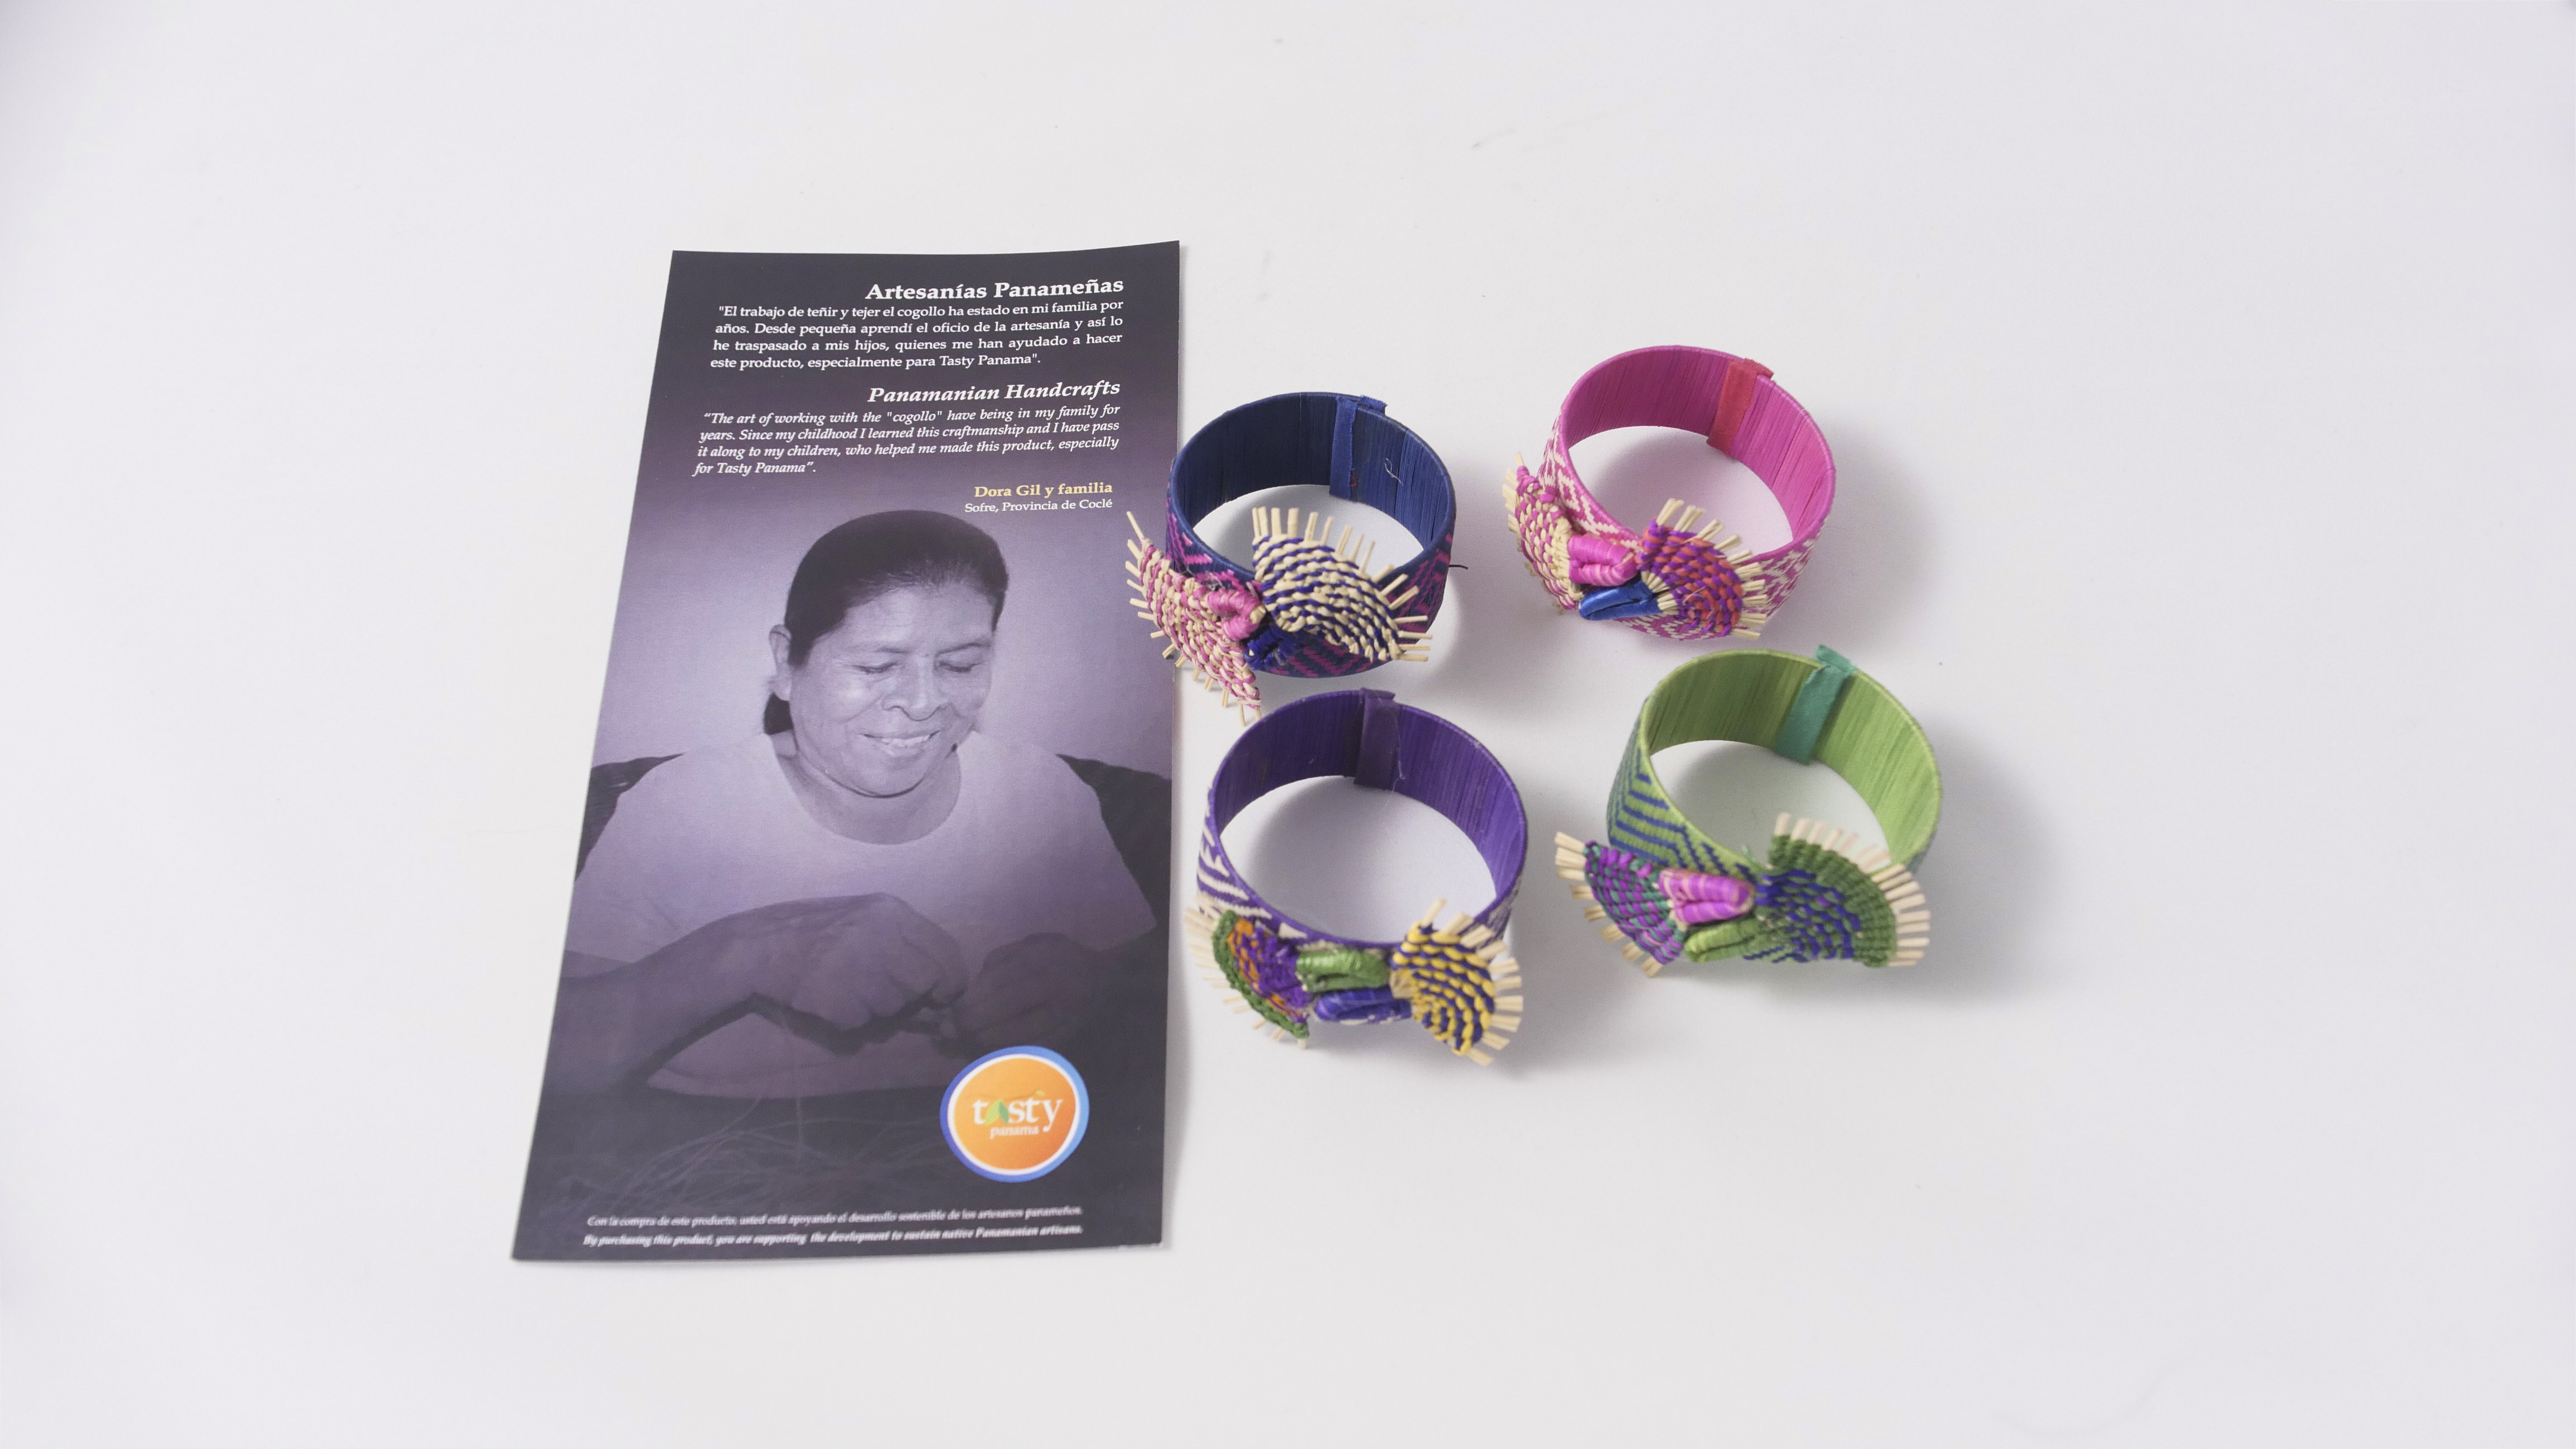 Artesanías Panameñas
"El trabajo de teñir y tejer el cogollo ha estado en mi familia por
años. Desde pequeña aprendí el oficio de la artesanía y así lo
he traspasado a mis hijos, quienes me han ayudado a hacer
este producto, especialmente para Tasty Panama".
Panamanian Handcrafts
“The art of working with the "cogollo" have being in my family for
years. Since my childhood I learned this craftmanship and I have pass
it along to my children, who helped me made this product, especially
for Tasty Panama”.
Dora Gil y familia
Sofre, Provincia de Coclé
tasty
panama
Con la compra de este producto, usted está apoyando el desarrollo sostenible de los artesanos panameños.
By purchasing this product, you are supporting the development to sustain native Panamanian artisans.